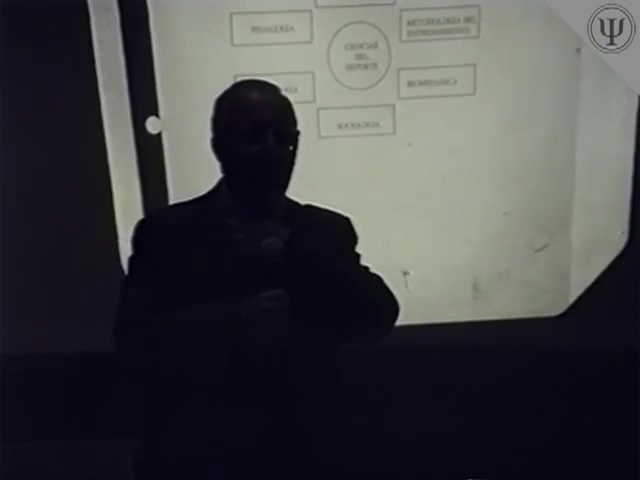 PEDAGOGIA
METODOLOGIA DEL
ENTRENAMIENTO
CIENCIAS
DEL
DEPORTE
BIOMECANICA
SOCIOLOGIA
Ψ